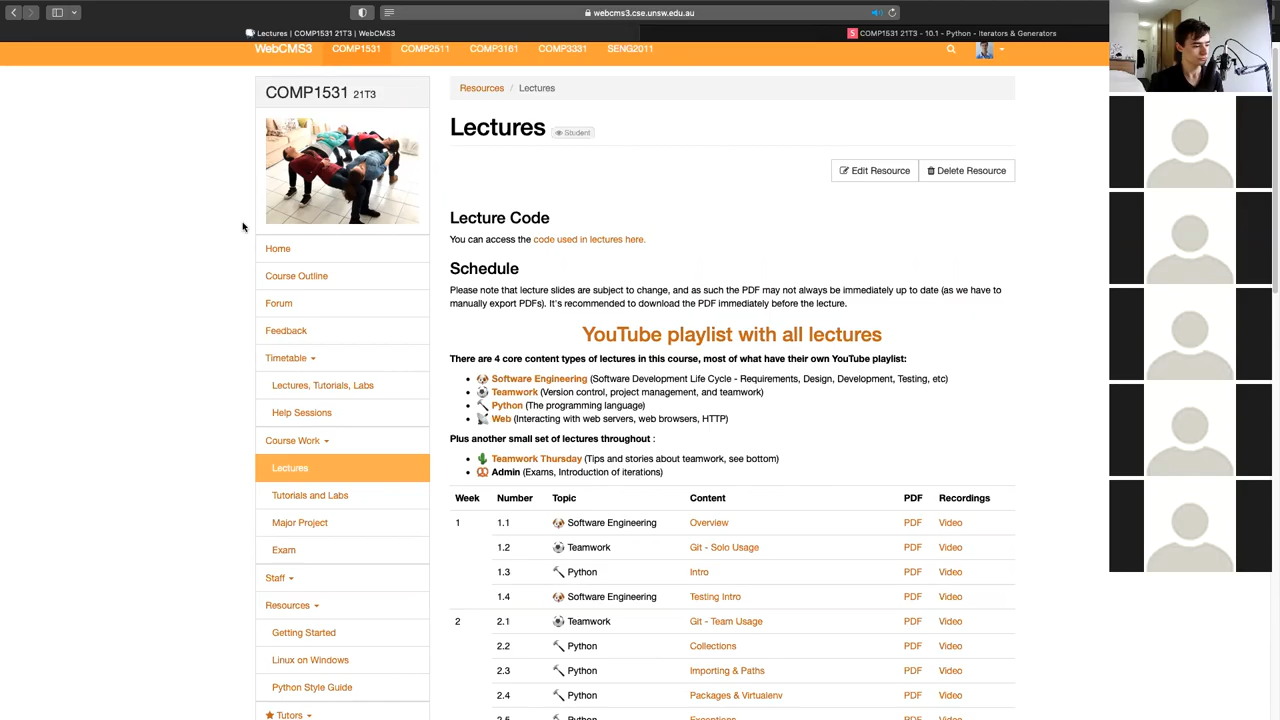 webcms3.cse.unsw.edu.au
Lectures | COMP1531 21T3 | WebCMS3
S COMP1531 21T3 - 10.1 - Python - Iterators & Generators
WebCMS3 COMP1531 COMP2511 COMP3161 COMP3331 SENG2011
COMP1531 21T3
Home
Course Outline
Forum
Feedback
Timetable
Lectures, Tutorials, Labs
Help Sessions
Course Work
Lectures
Tutorials and Labs
Major Project
Exam
Staff
Resources
Getting Started
Linux on Windows
Python Style Guide
Tutors
Resources / Lectures
Lectures Student
Edit Resource Delete Resource
Lecture Code
You can access the code used in lectures here.
Schedule
Please note that lecture slides are subject to change, and as such the PDF may not always be immediately up to date (as we have to
manually export PDFs). It's recommended to download the PDF immediately before the lecture.
YouTube playlist with all lectures
There are 4 core content types of lectures in this course, most of what have their own YouTube playlist:
Software Engineering (Software Development Life Cycle - Requirements, Design, Development, Testing, etc)
Teamwork (Version control, project management, and teamwork)
Python (The programming language)
Web (Interacting with web servers, web browsers, HTTP)
Plus another small set of lectures throughout :
Teamwork Thursday (Tips and stories about teamwork, see bottom)
Admin (Exams, Introduction of iterations)
Week Number Topic Content PDF Recordings
1 1.1 Software Engineering Overview PDF Video
1.2 Teamwork Git - Solo Usage PDF Video
1.3 Python Intro PDF Video
1.4 Software Engineering Testing Intro PDF Video
2 2.1 Teamwork Git - Team Usage PDF Video
2.2 Python Collections PDF Video
2.3 Python Importing & Paths PDF Video
2.4 Python Packages & Virtualenv PDF Video
2.5 Python Exceptions PDF Video